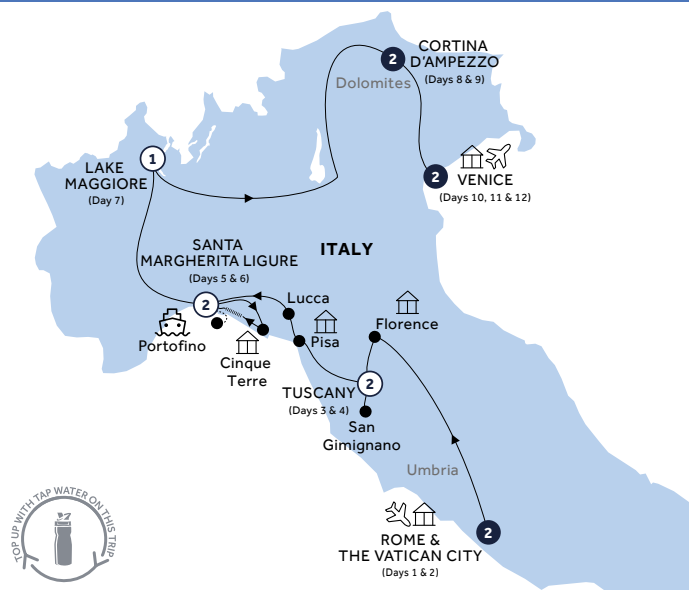 CORTINA
D'AMPEZZO
(Days 8 & 9)
2
Dolomites
1
LAKE
MAGGIORE
(Day 7)
2
VENICE
(Days 10, 11 & 12)
SANTA
MARGHERITA LIGURE
(Days 5 & 6)
ITALY
2
Lucca
Portofino
Pisa
Florence
Cinque
Terre
TUSCANY
2
(Days 3 & 4)
San
Gimignano
Umbria
ROME &
THE VATICAN CITY
2
(Days 1 & 2)
TOP UP WITH TAP WATER ON THIS TRIP